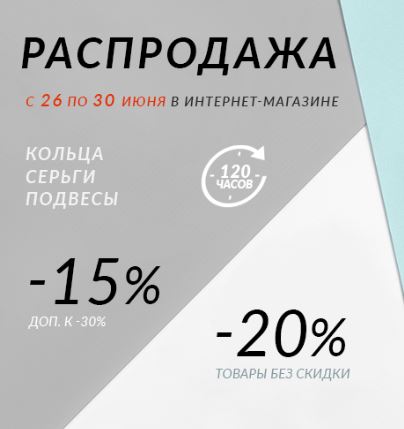 РАСПРОДАЖА
С 26 ПО 30 ИЮНЯ В ИНТЕРНЕТ-МАГАЗИНЕ
КОЛЬЦА
СЕРЬГИ
ПОДВЕСЫ
120
ЧАСОВ
-15%
ДОП. К -30%
-20%
ТОВАРЫ БЕЗ СКИДКИ